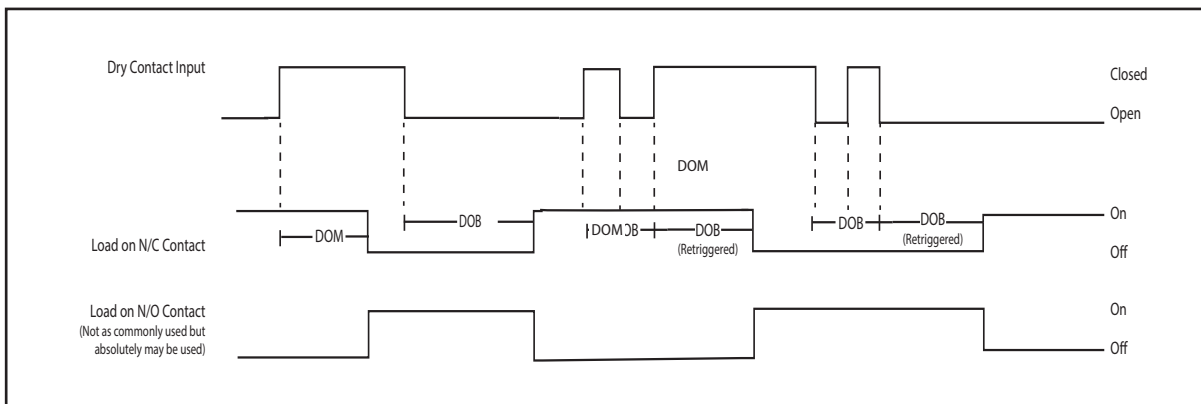 Dry Contact Input
Closed
Open
DOM
On
DOB
DOB
DOB
DOM
DOM
DOB
DOB
Load on N/C Contact
(Retriggered)
(Retriggered)
Off
Load on N/O Contact
On
(Not as commonly used but
absolutely may be used)
Off